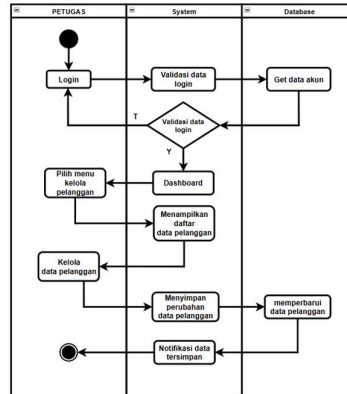 PETUGAS
System
Database
Login
Validasi data
login
Get data akun
T
Validasi data
login
Y
Dashboard
Pilih menu
kelola
pelanggan
Menampilkan
daftar
data pelanggan
Kelola
data pelanggan
Menyimpan
perubahan
data pelanggan
memperbarui
data pelanggan
Notifikasi data
tersimpan